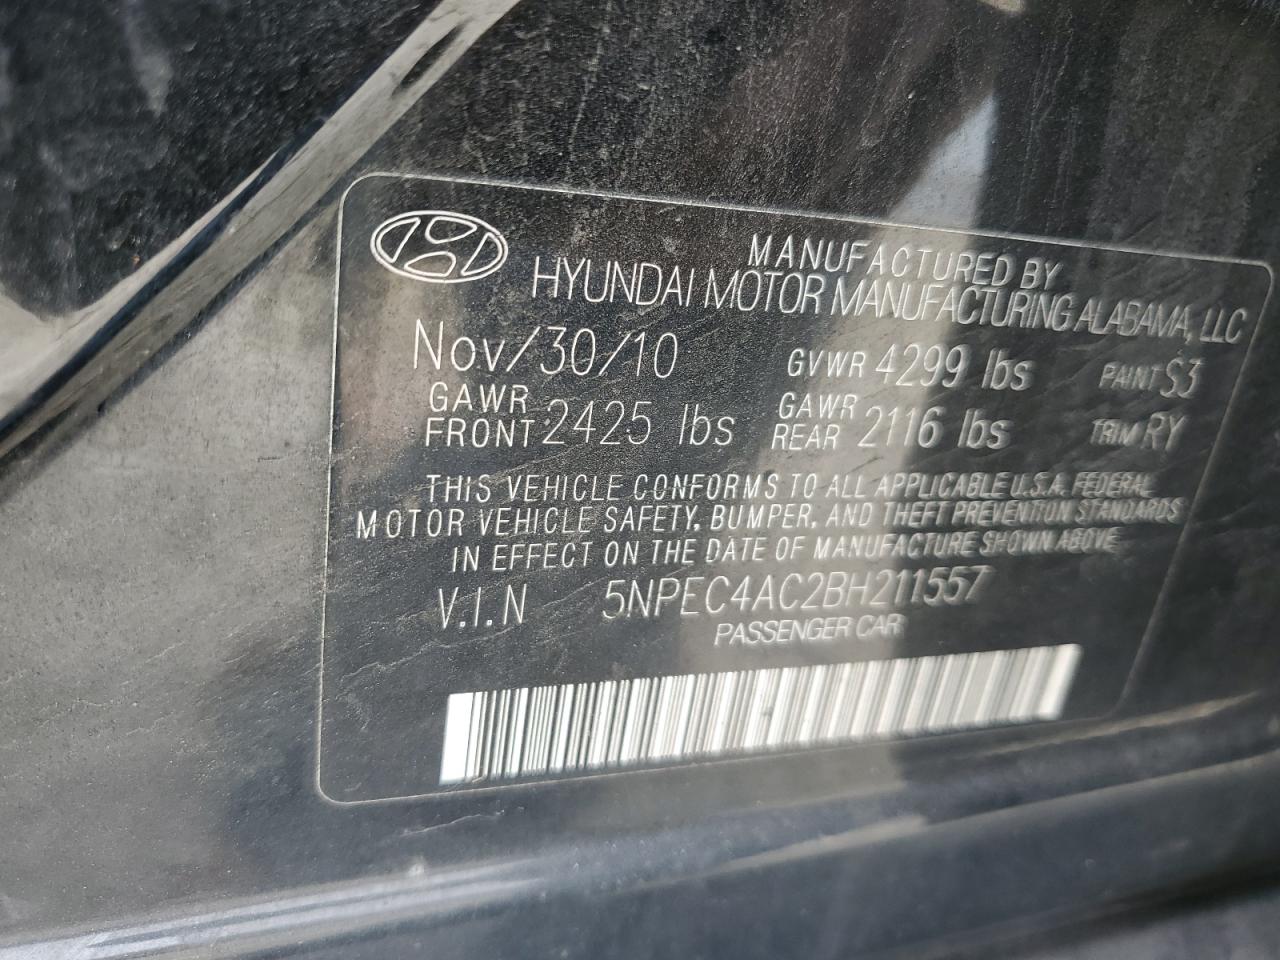 MANUFACTURED BY
HYUNDAI MOTOR MANUFACTURING ALABAMA, LLC
Nov/30/10 GVWR 4299 lbs PAINT S3
GAWR FRONT 2425 lbs GAWR REAR 2116 lbs TRIM RY
THIS VEHICLE CONFORMS TO ALL APPLICABLE U.S.A. FEDERAL
MOTOR VEHICLE SAFETY, BUMPER, AND THEFT PREVENTION STANDARDS
IN EFFECT ON THE DATE OF MANUFACTURE SHOWN ABOVE
V.I.N 5NPEC4AC2BH211557
PASSENGER CAR